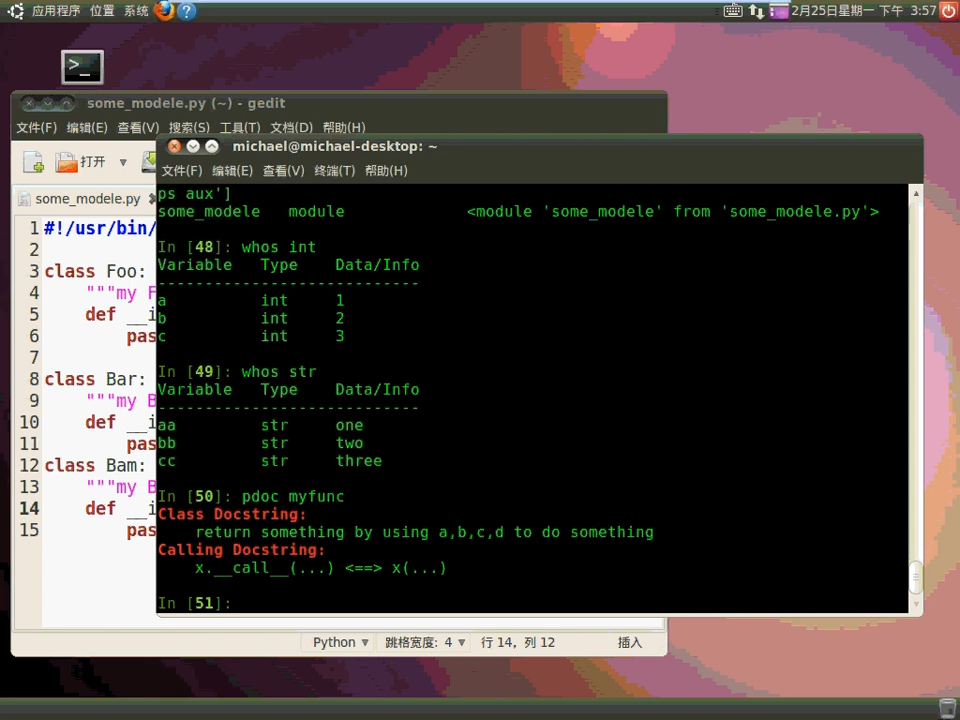 应用程序 位置 系统
2月25日星期一 下午 3:57
some_modele.py (~) - gedit
文件(F) 编辑(E) 查看(V) 搜索(S) 工具(T) 文档(D) 帮助(H)
打开
some_modele.py
1 #!/usr/bin/
2
3 class Foo:
4 """my F
5 def __i
6 pas
7
8 class Bar:
9 """my B
10 def __i
11 pas
12 class Bam:
13 """my B
14 def __i
15 pas
Python 跳格宽度: 4 行 14, 列 12 插入
michael@michael-desktop: ~
文件(F) 编辑(E) 查看(V) 终端(T) 帮助(H)
ps aux']
some_modele module <module 'some_modele' from 'some_modele.py'>
In [48]: whos int
Variable Type Data/Info
----------------------------
a int 1
b int 2
c int 3
In [49]: whos str
Variable Type Data/Info
----------------------------
aa str one
bb str two
cc str three
In [50]: pdoc myfunc
Class Docstring:
return something by using a,b,c,d to do something
Calling Docstring:
x.__call__(...) <==> x(...)
In [51]: